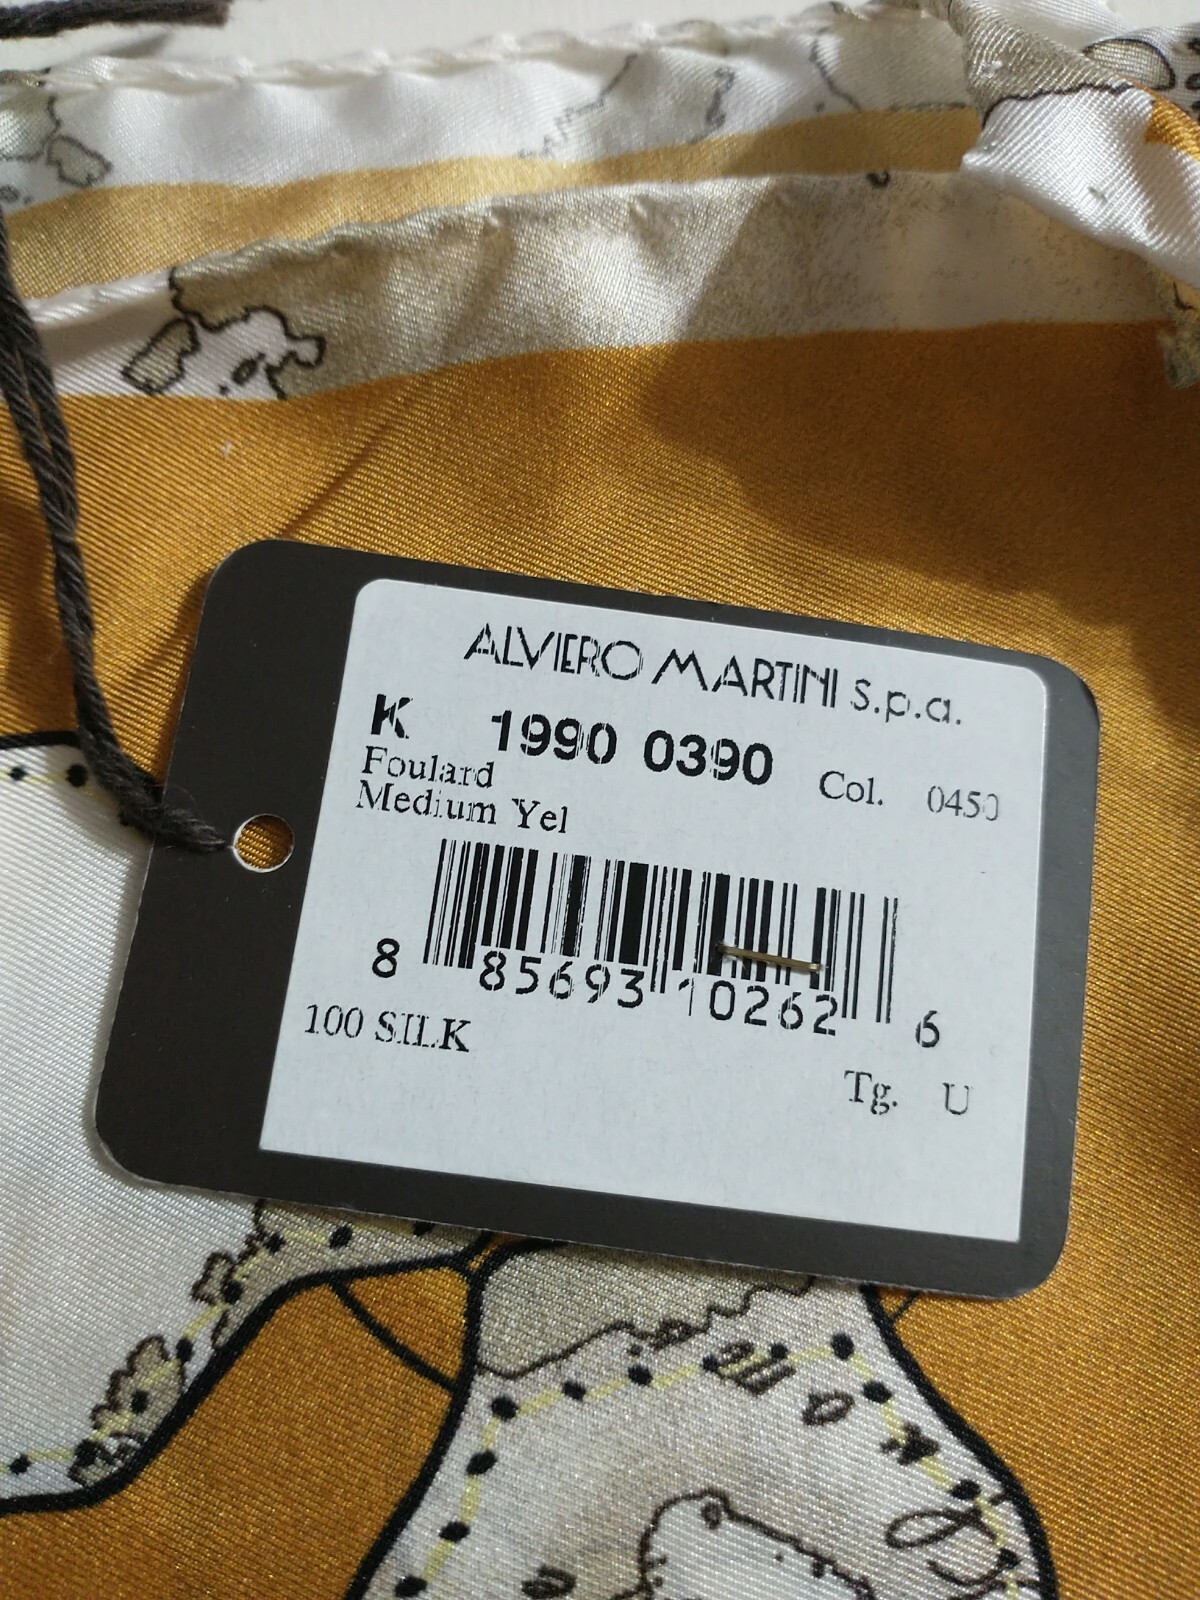 ALVIERO MARTINI s.p.a.
K 1990 0390 Col. 0450
Foulard
Medium Yel
8 85693 10262 6
100 SILK
Tg. U